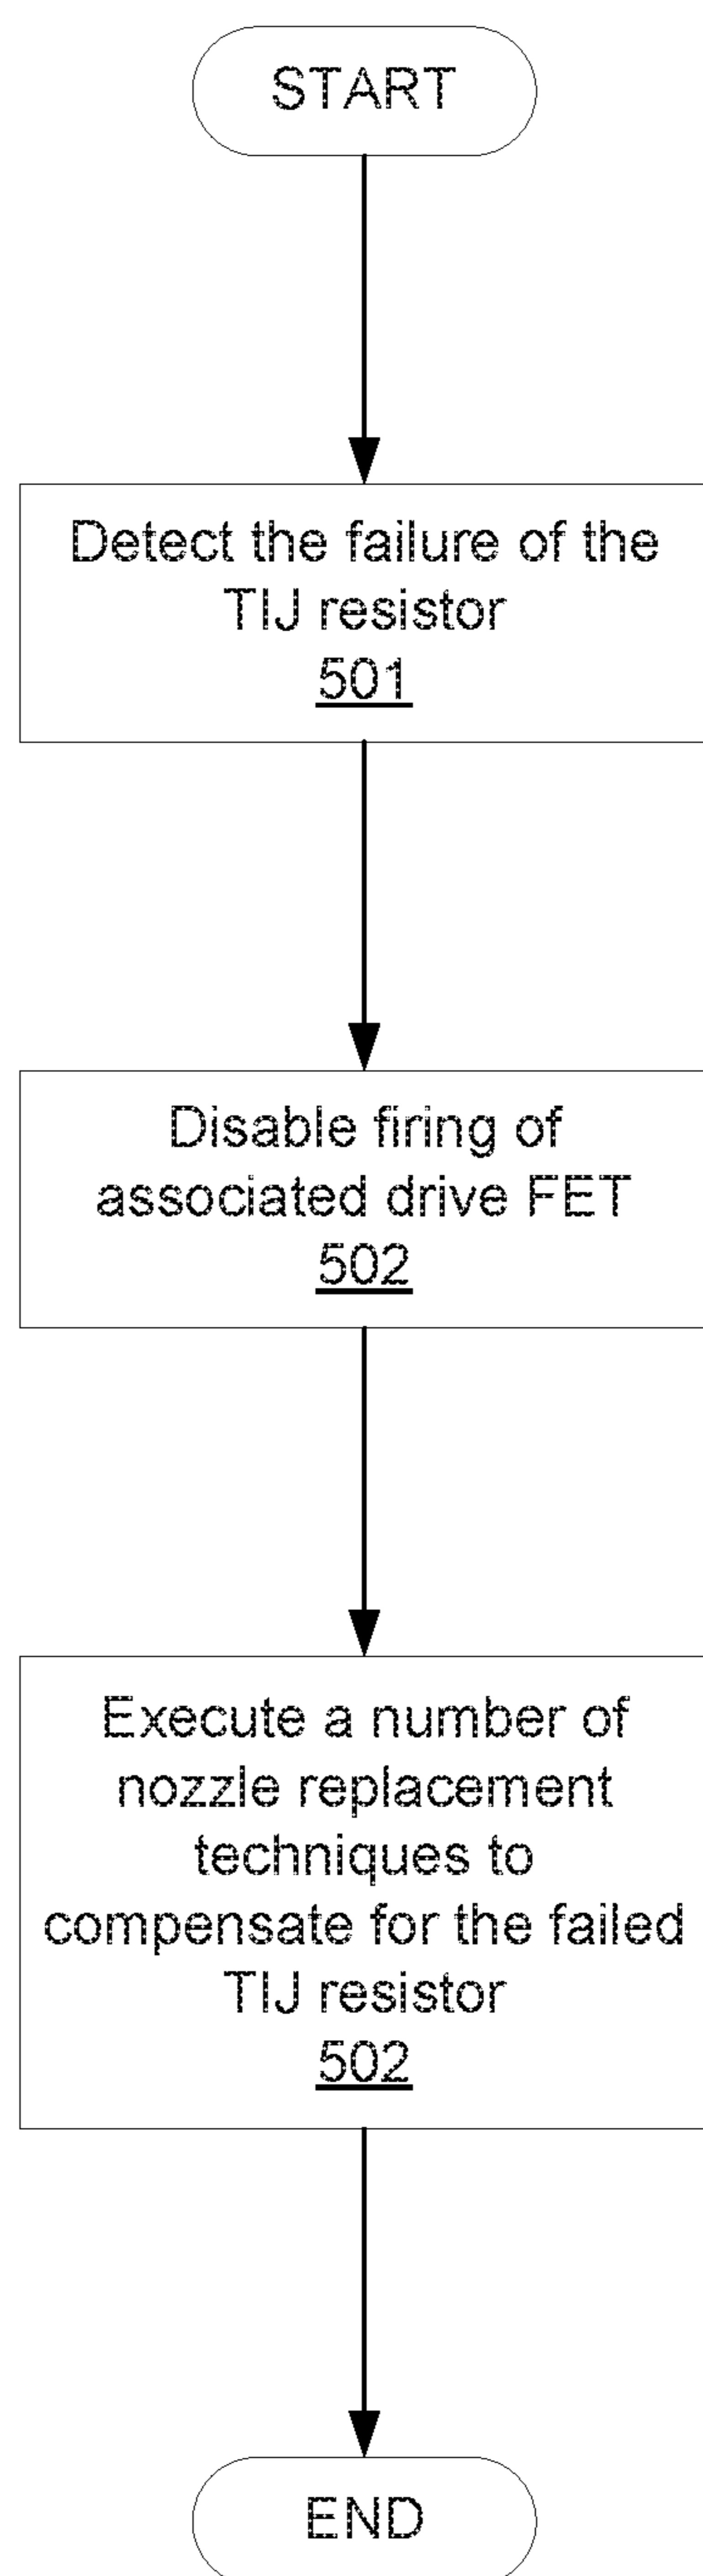 START
Detect the failure of the
TIJ resistor
501
Disable firing of
associated drive FET
502
Execute a number of
nozzle replacement
techniques to
compensate for the failed
TIJ resistor
502
END